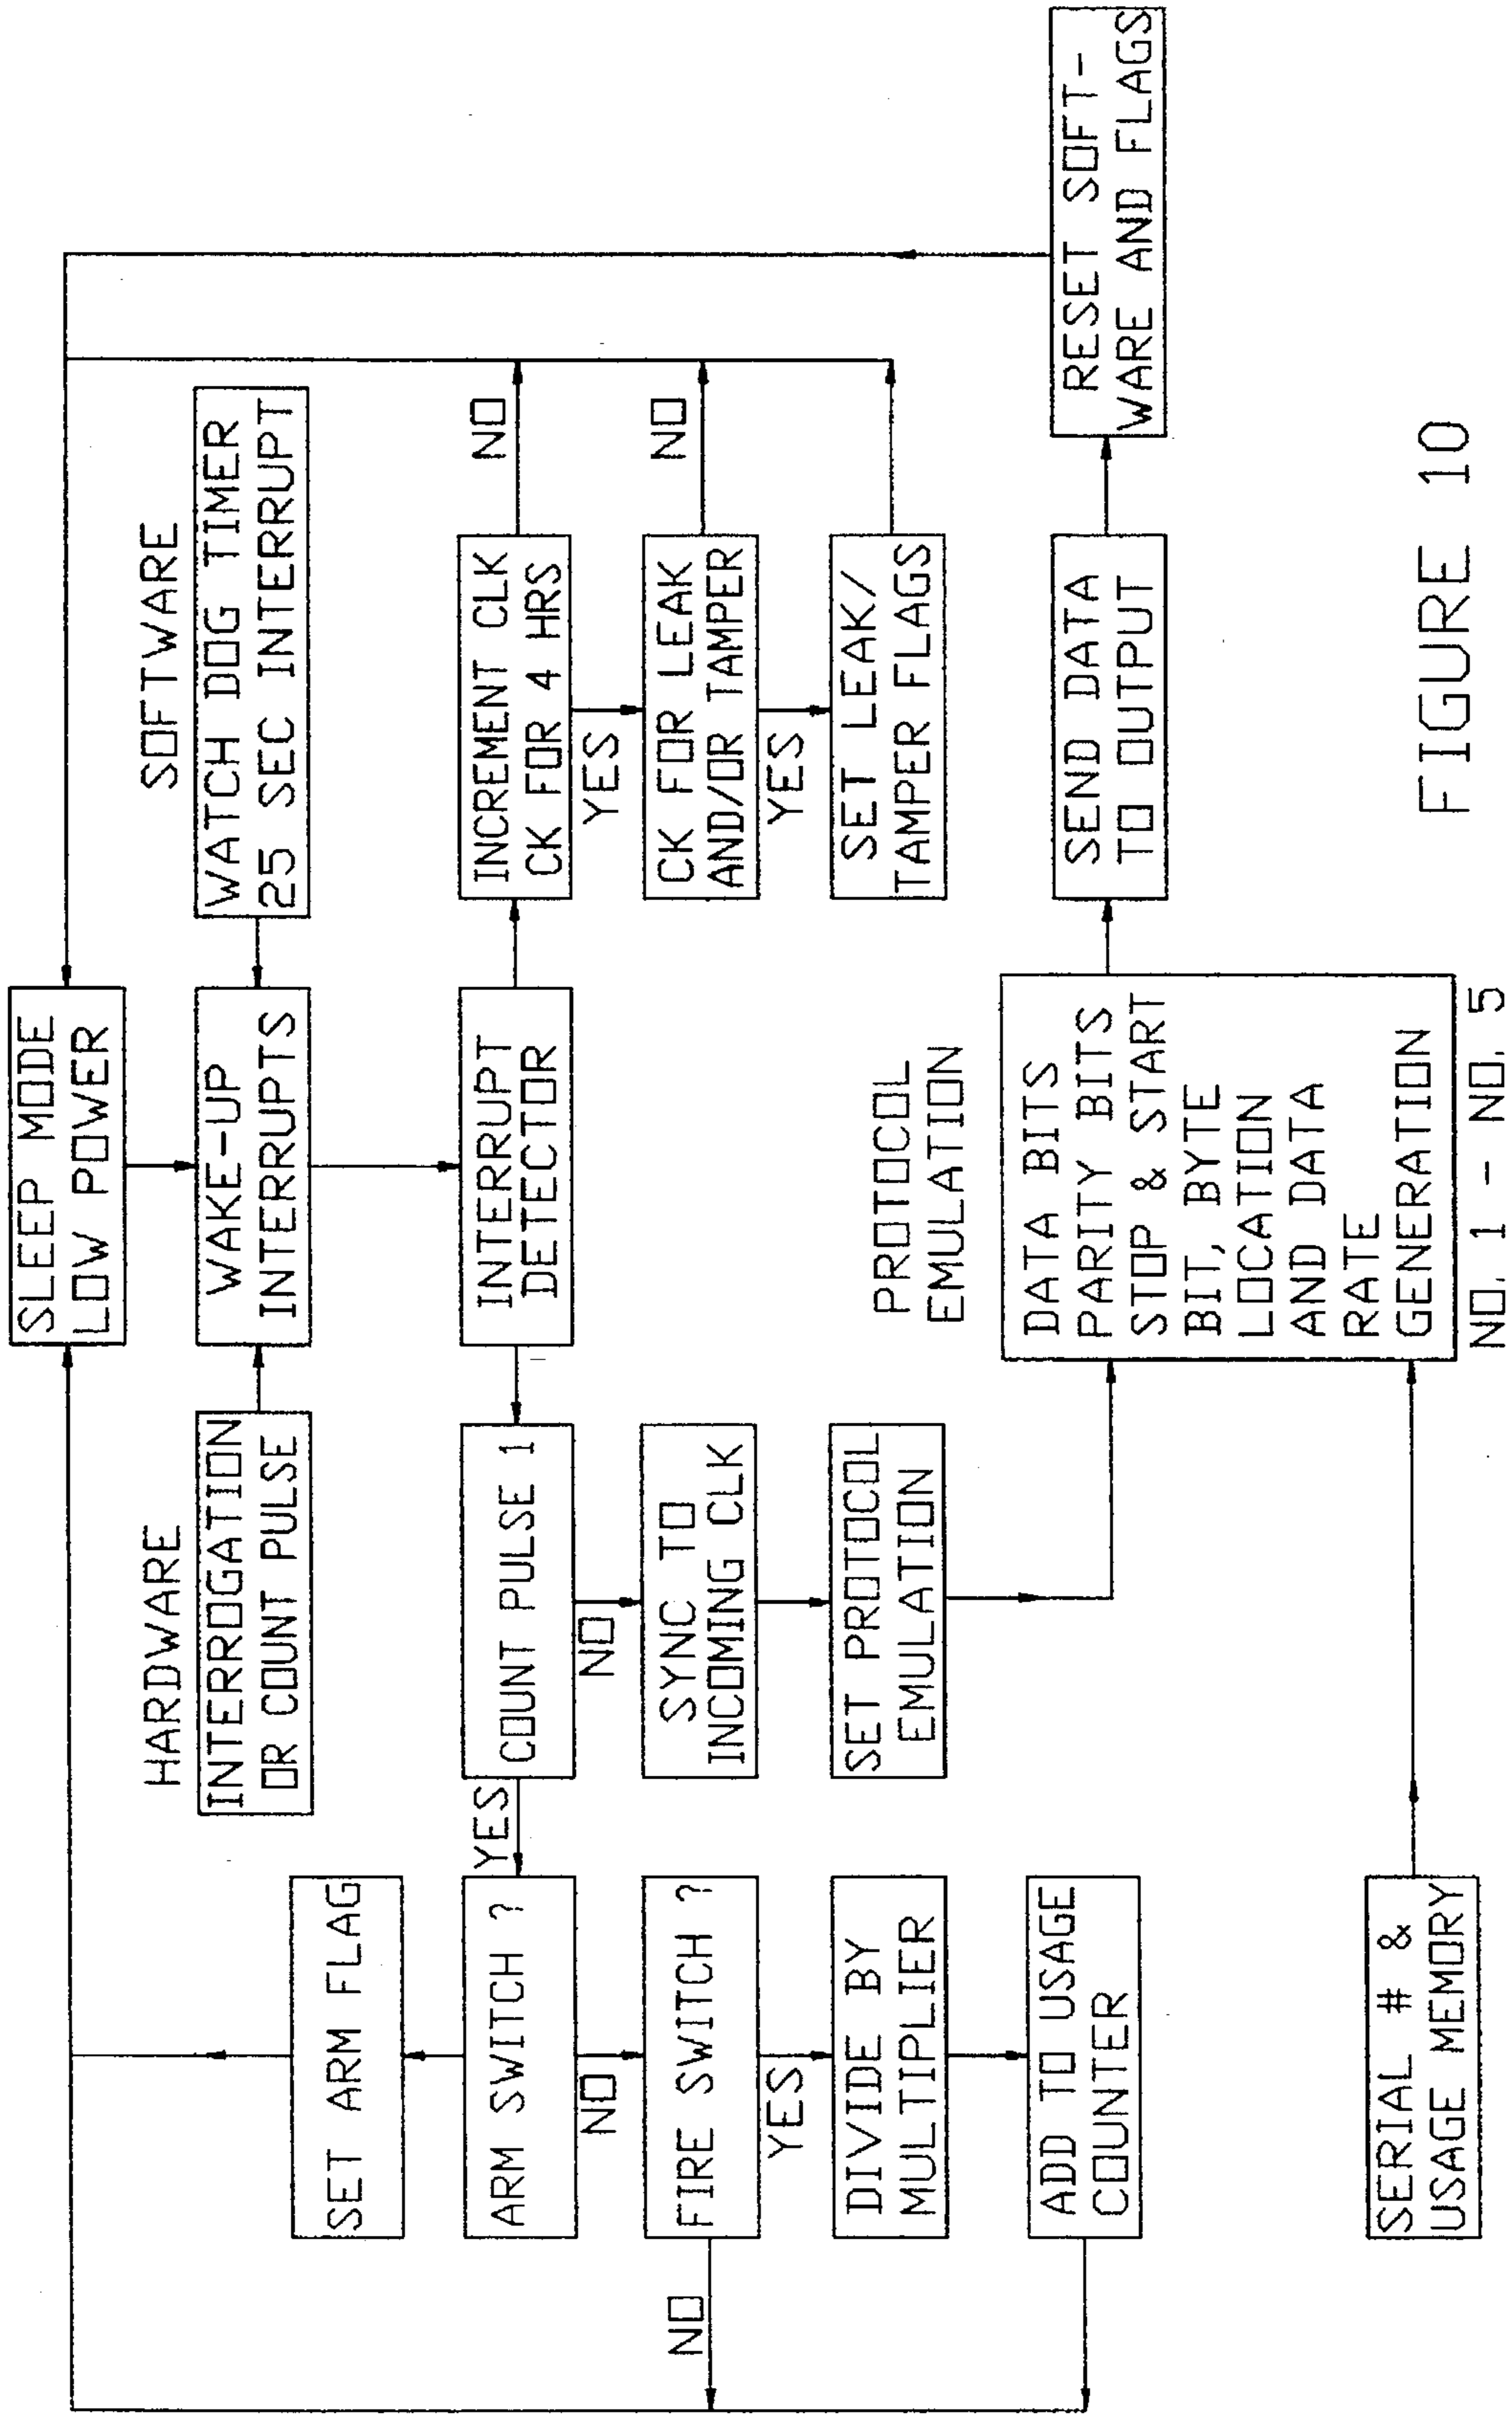 SLEEP MODE
LOW POWER
HARDWARE
INTERROGATION
OR COUNT PULSE
WAKE-UP
INTERRUPTS
SOFTWARE
WATCH DOG TIMER
25 SEC INTERRUPT
SET ARM FLAG
ARM SWITCH ?
YES
COUNT PULSE 1
INTERRUPT
DETECTOR
INCREMENT CLK
CK FOR 4 HRS
NO
NO
NO
YES
FIRE SWITCH ?
SYNC TO
INCOMING CLK
CK FOR LEAK
AND/OR TAMPER
NO
NO
YES
YES
DIVIDE BY
MULTIPLIER
SET PROTOCOL
EMULATION
SET LEAK/
TAMPER FLAGS
PROTOCOL
EMULATION
ADD TO USAGE
COUNTER
DATA BITS
PARITY BITS
STOP & START
BIT, BYTE
LOCATION
AND DATA
RATE
GENERATION
NO. 1 - NO. 5
SEND DATA
TO OUTPUT
RESET SOFT-
WARE AND FLAGS
SERIAL # &
USAGE MEMORY
FIGURE 10